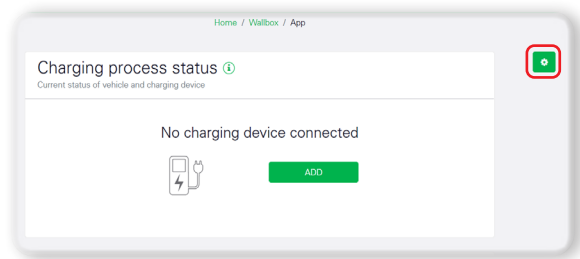 Home / Wallbox / App
Charging process status
Current status of vehicle and charging device
No charging device connected
ADD